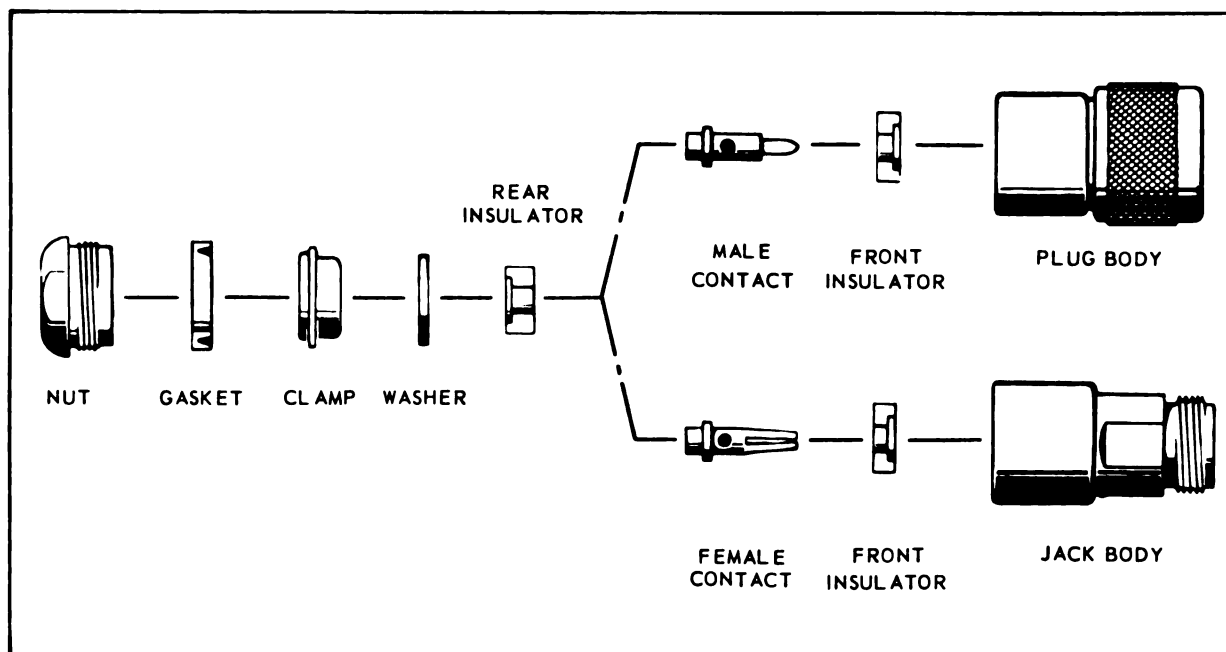 REAR
INSULATOR
MALE
CONTACT
FRONT
INSULATOR
PLUG BODY
NUT
GASKET
CLAMP
WASHER
FEMALE
CONTACT
FRONT
INSULATOR
JACK BODY